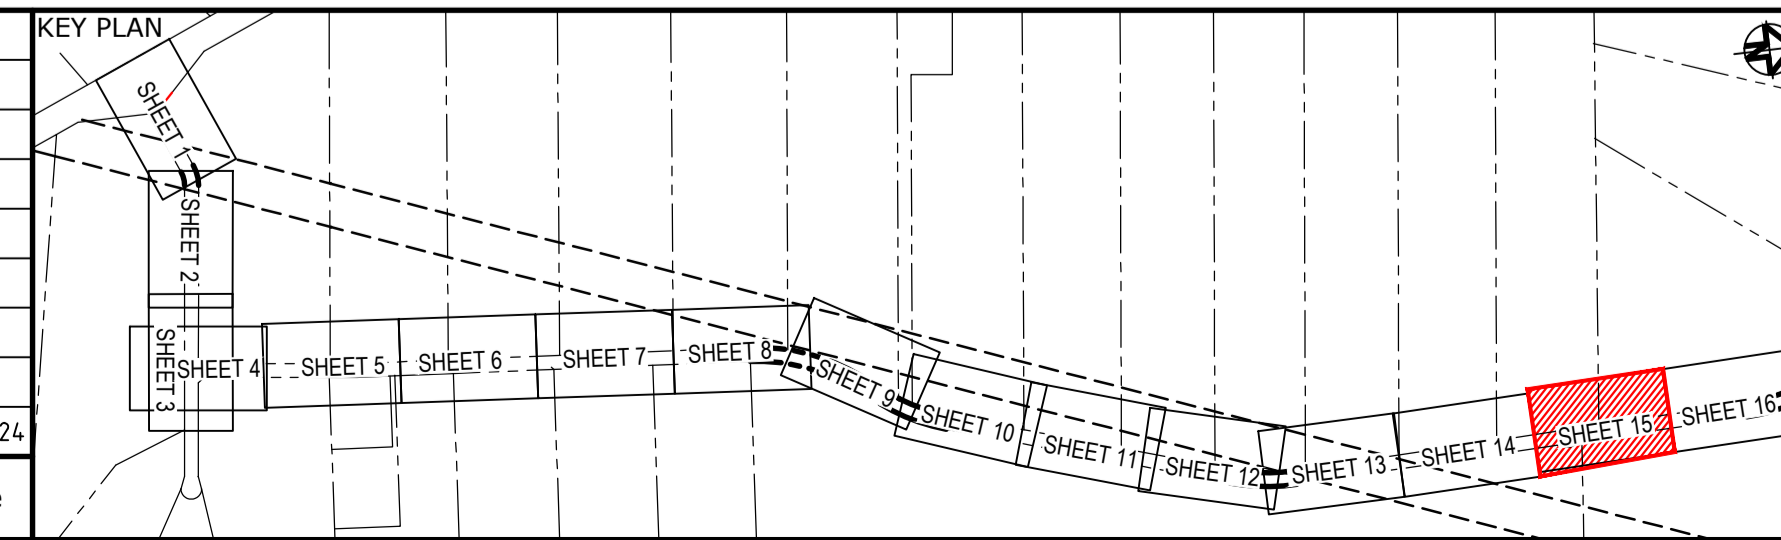 KEY PLAN
SHEET 1
SHEET 2
SHEET 3
SHEET 4
SHEET 5
SHEET 6
SHEET 7
SHEET 8
SHEET 9
SHEET 10
SHEET 11
SHEET 12
SHEET 13
SHEET 14
SHEET 15
SHEET 16
N
24